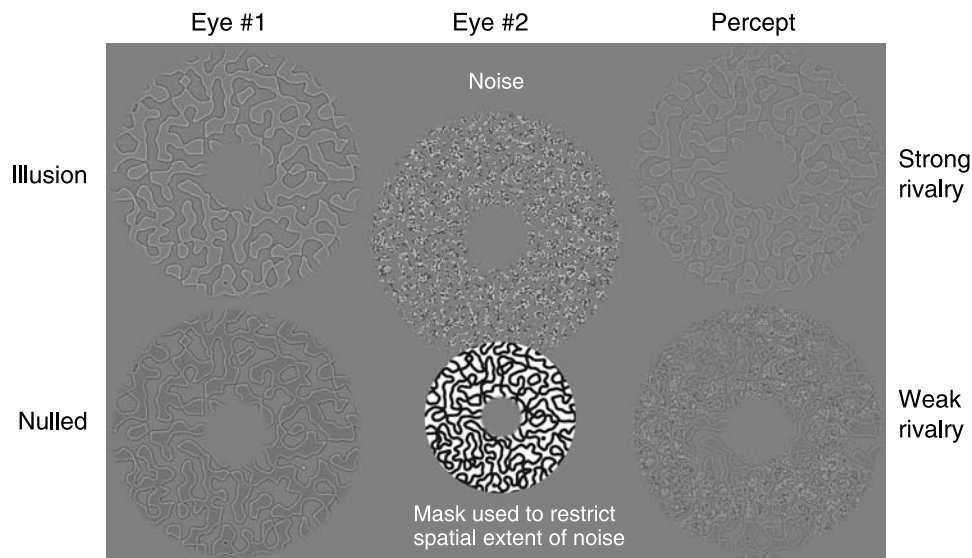 Eye #1
Eye #2
Percept
Noise
Illusion
Strong
rivalry
Nulled
Weak
rivalry
Mask used to restrict
spatial extent of noise